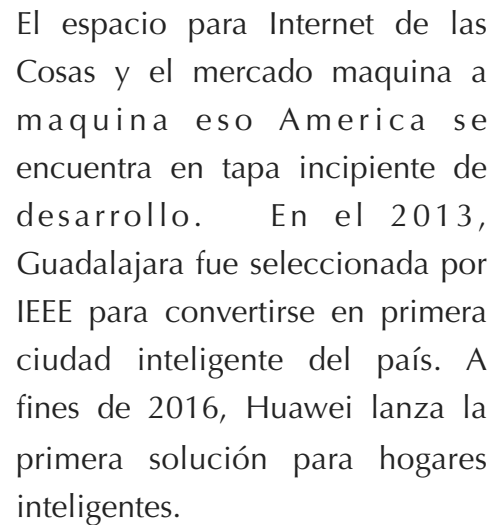 El espacio para Internet de las
Cosas y el mercado maquina a
maquina eso America se
encuentra en tapa incipiente de
desarrollo. En el 2013,
Guadalajara fue seleccionada por
IEEE para convertirse en primera
ciudad inteligente del país. A
fines de 2016, Huawei lanza la
primera solución para hogares
inteligentes.